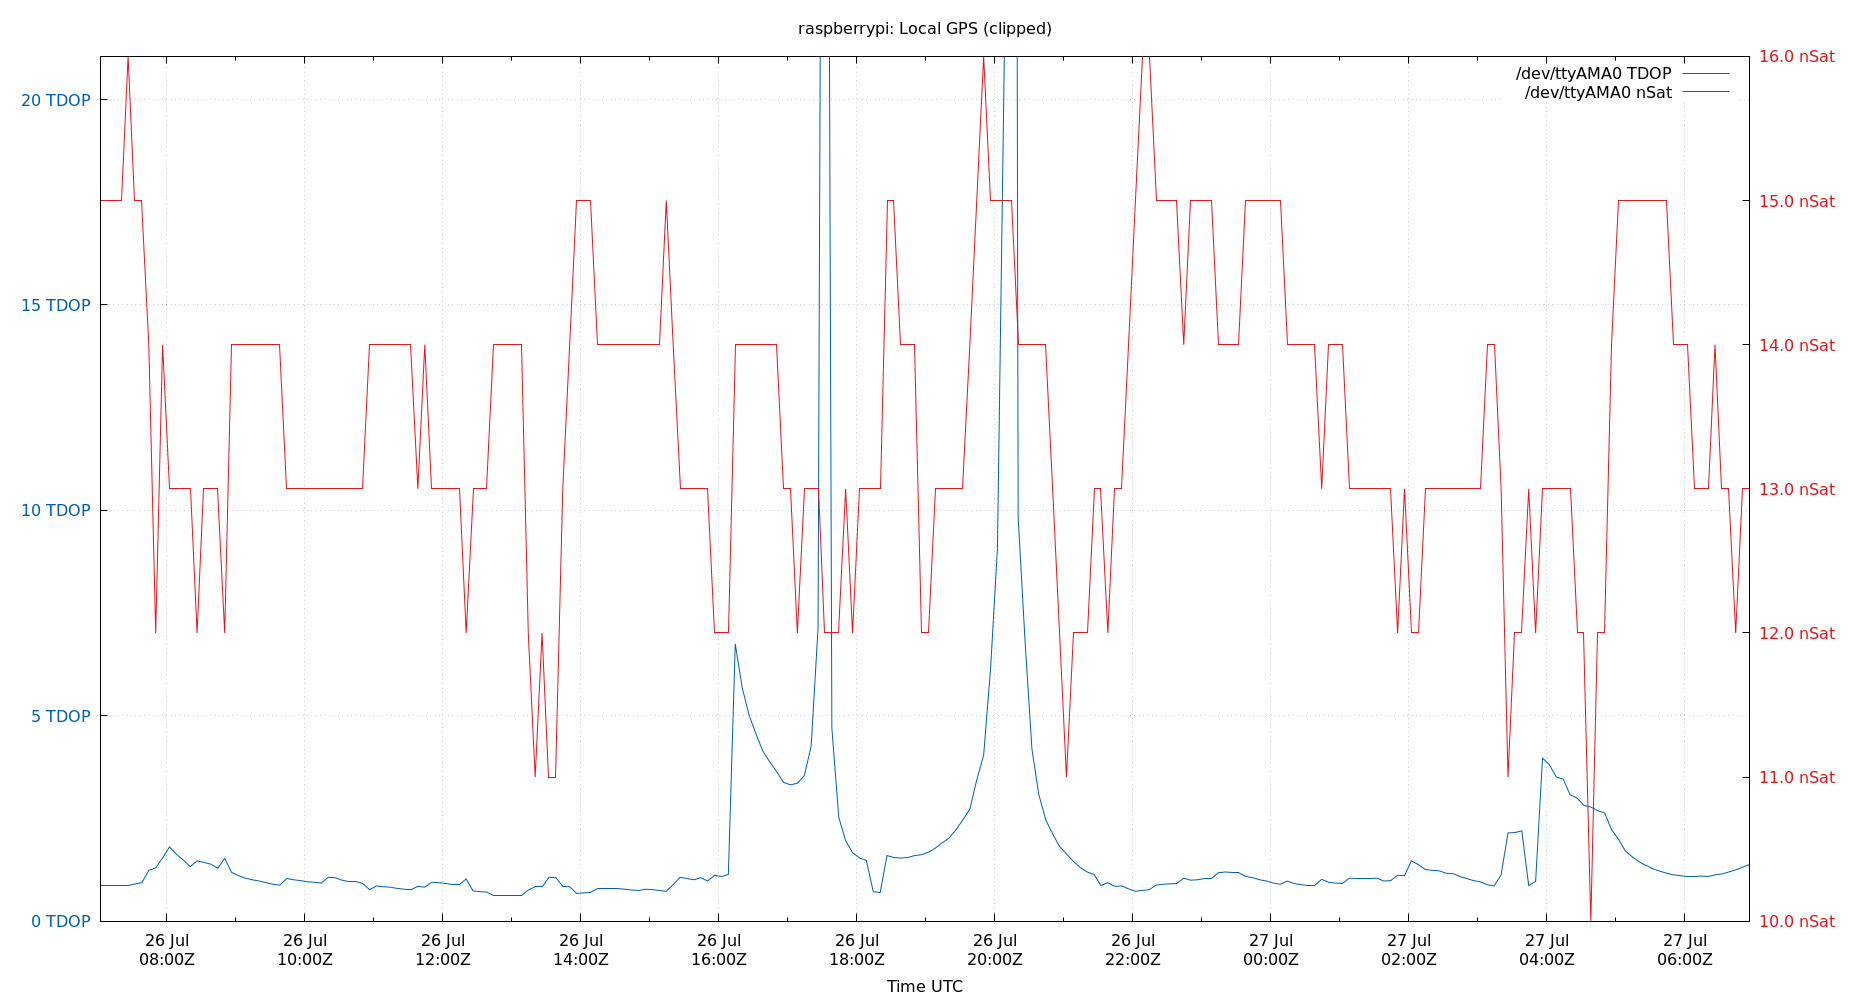 raspberrypi: Local GPS (clipped)
/dev/ttyAMA0 TDOP
/dev/ttyAMA0 nSat
20 TDOP
15 TDOP
10 TDOP
5 TDOP
0 TDOP
16.0 nSat
15.0 nSat
14.0 nSat
13.0 nSat
12.0 nSat
11.0 nSat
10.0 nSat
26 Jul 26 Jul 26 Jul 26 Jul 26 Jul 26 Jul 26 Jul 26 Jul 27 Jul 27 Jul 27 Jul 27 Jul
08:00Z 10:00Z 12:00Z 14:00Z 16:00Z 18:00Z 20:00Z 22:00Z 00:00Z 02:00Z 04:00Z 06:00Z
Time UTC